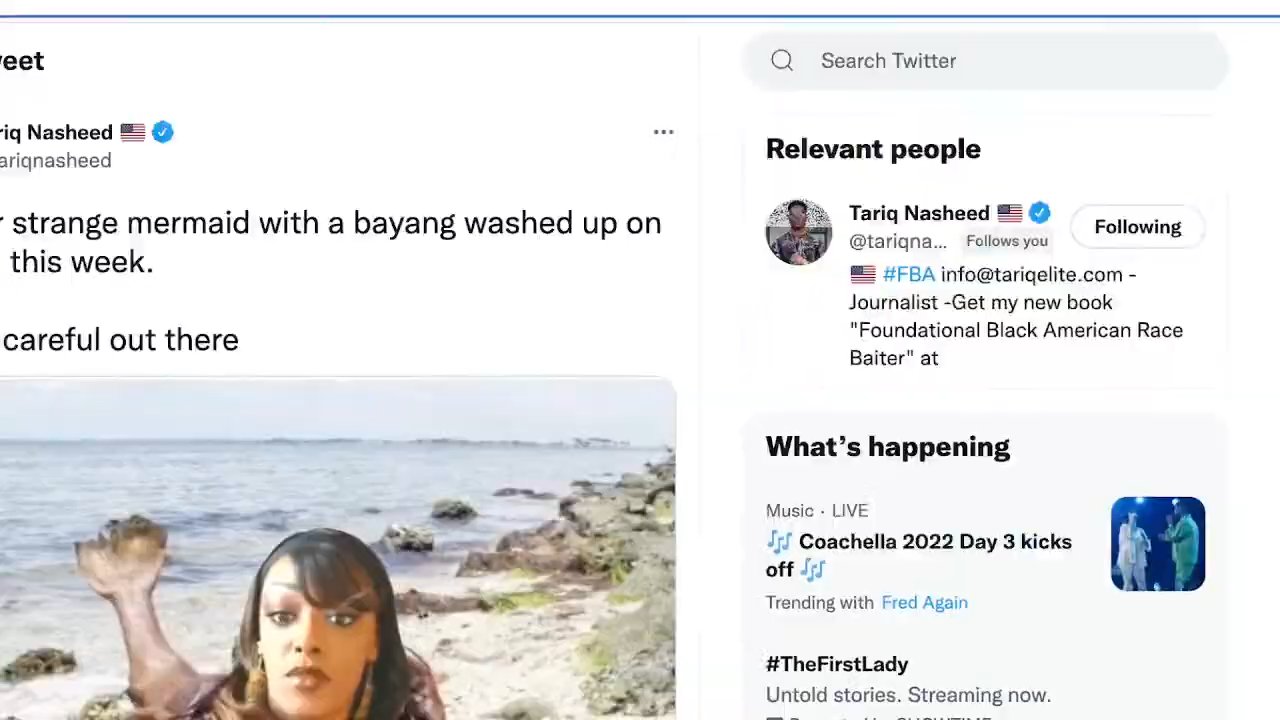 eet
Search Twitter
riq Nasheed
ariqnasheed
strange mermaid with a bayang washed up on
this week.
careful out there
Relevant people
Tariq Nasheed
@tariqna... Follows you
Following
#FBA info@tariqelite.com -
Journalist -Get my new book
"Foundational Black American Race
Baiter" at
What's happening
Music · LIVE
Coachella 2022 Day 3 kicks
off
Trending with Fred Again
#TheFirstLady
Untold stories. Streaming now.